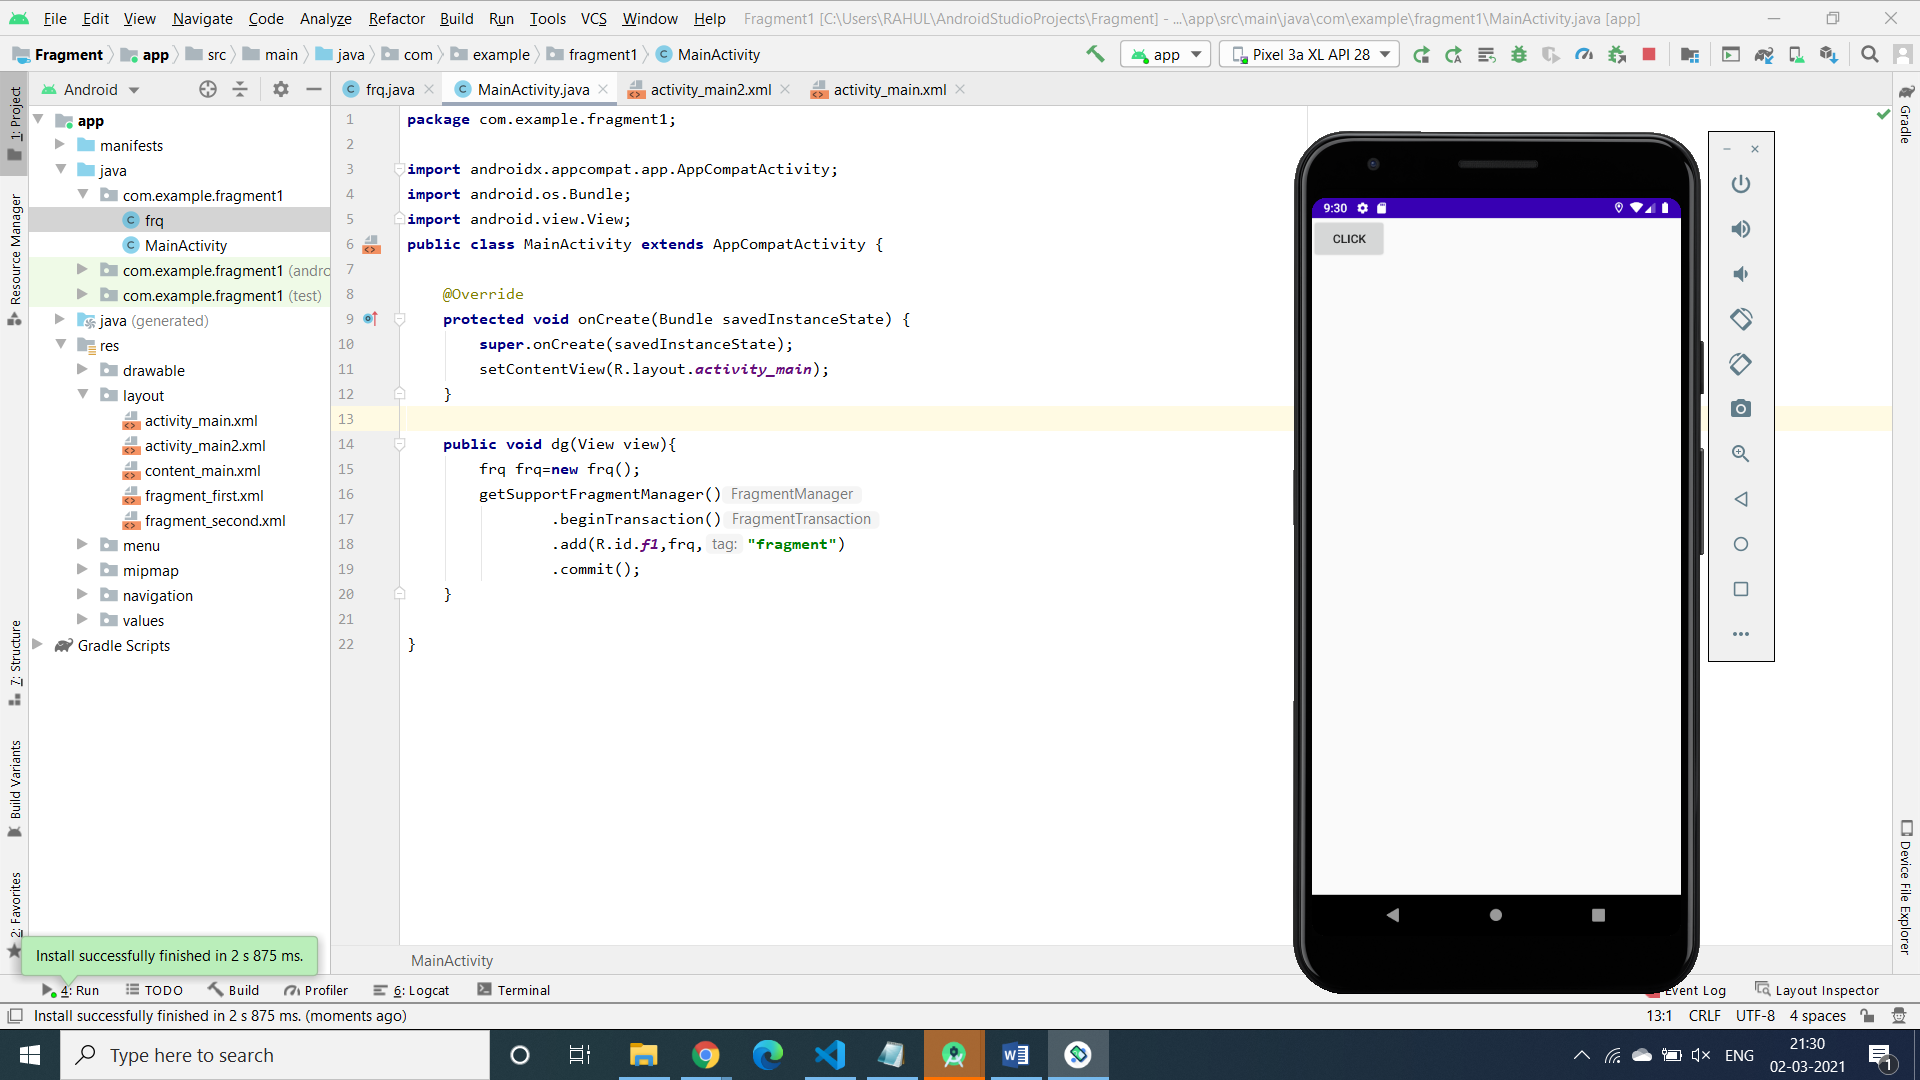 File Edit View Navigate Code Analyze Refactor Build Run Tools VCS Window Help Fragment1 [C:\Users\RAHUL\AndroidStudioProjects\Fragment] - ...\app\src\main\java\com\example\fragment1\MainActivity.java [app]
Fragment app src main java com example fragment1 MainActivity app Pixel 3a XL API 28
Android
frq.java MainActivity.java activity_main2.xml activity_main.xml
1: Project
Resource Manager
7: Structure
Build Variants
2: Favorites
app
manifests
java
com.example.fragment1
frq
MainActivity
com.example.fragment1 (andro
com.example.fragment1 (test)
java (generated)
res
drawable
layout
activity_main.xml
activity_main2.xml
content_main.xml
fragment_first.xml
fragment_second.xml
menu
mipmap
navigation
values
Gradle Scripts
1 package com.example.fragment1;
2
3 import androidx.appcompat.app.AppCompatActivity;
4 import android.os.Bundle;
5 import android.view.View;
6 public class MainActivity extends AppCompatActivity {
7
8 @Override
9 protected void onCreate(Bundle savedInstanceState) {
10 super.onCreate(savedInstanceState);
11 setContentView(R.layout.activity_main);
12 }
13
14 public void dg(View view){
15 frq frq=new frq();
16 getSupportFragmentManager() FragmentManager
17 .beginTransaction() FragmentTransaction
18 .add(R.id.f1,frq, tag: "fragment")
19 .commit();
20 }
21
22 }
9:30
CLICK
Gradle
Device File Explorer
MainActivity
Install successfully finished in 2 s 875 ms.
4: Run TODO Build Profiler 6: Logcat Terminal Event Log Layout Inspector
Install successfully finished in 2 s 875 ms. (moments ago) 13:1 CRLF UTF-8 4 spaces
Type here to search
ENG
21:30
02-03-2021
1